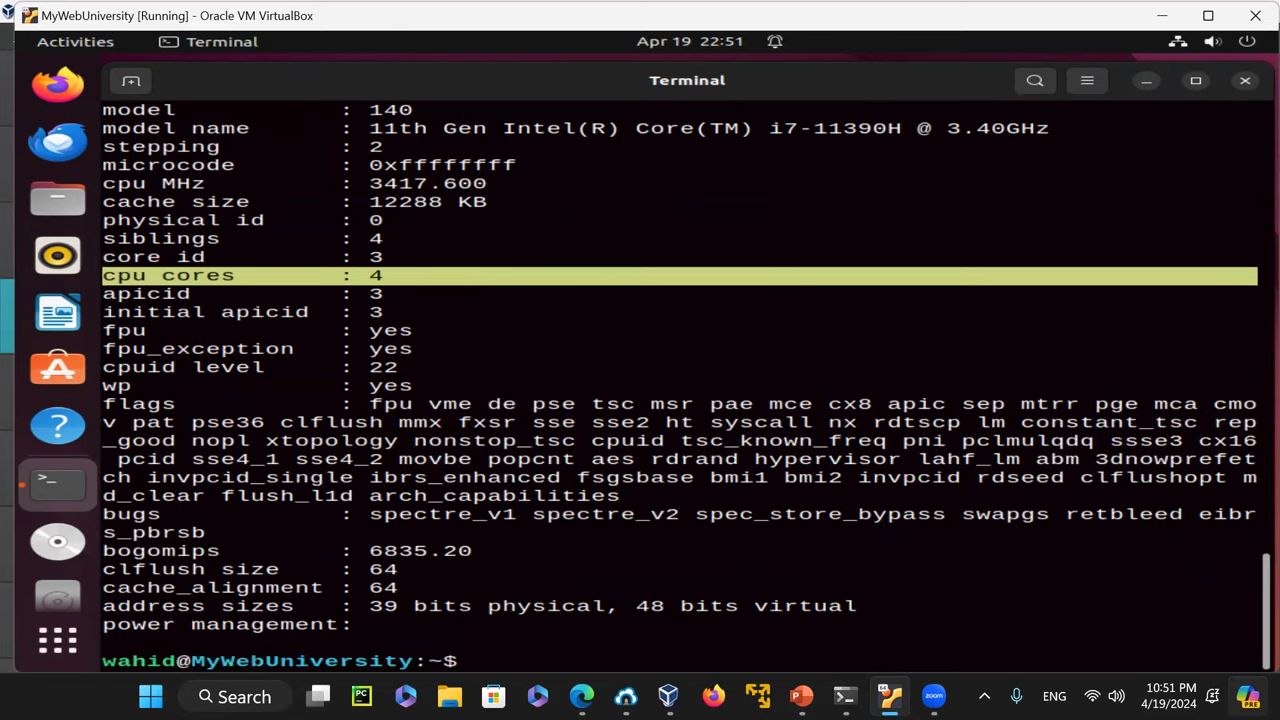 MyWebUniversity [Running] - Oracle VM VirtualBox
Activities Terminal Apr 19 22:51
Terminal
model : 140
model name : 11th Gen Intel(R) Core(TM) i7-11390H @ 3.40GHz
stepping : 2
microcode : 0xffffffff
cpu MHz : 3417.600
cache size : 12288 KB
physical id : 0
siblings : 4
core id : 3
cpu cores : 4
apicid : 3
initial apicid : 3
fpu : yes
fpu_exception : yes
cpuid level : 22
wp : yes
flags : fpu vme de pse tsc msr pae mce cx8 apic sep mtrr pge mca cmo
v pat pse36 clflush mmx fxsr sse sse2 ht syscall nx rdtscp lm constant_tsc rep
_good nopl xtopology nonstop_tsc cpuid tsc_known_freq pni pclmulqdq ssse3 cx16
pcid sse4_1 sse4_2 movbe popcnt aes rdrand hypervisor lahf_lm abm 3dnowprefet
ch invpcid_single ibrs_enhanced fsgsbase bmi1 bmi2 invpcid rdseed clflushopt m
d_clear flush_l1d arch_capabilities
bugs : spectre_v1 spectre_v2 spec_store_bypass swapgs retbleed eibr
s_pbrsb
bogomips : 6835.20
clflush size : 64
cache_alignment : 64
address sizes : 39 bits physical, 48 bits virtual
power management:
wahid@MyWebUniversity:~$
Search PC ENG 10:51 PM PRE
4/19/2024